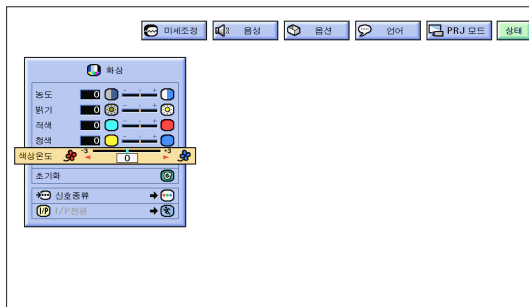 미세조정 음성 옵션 언어 PRJ 모드 상태
화상
농도 0 - +
밝기 0 - +
적색 0 - +
청색 0 - +
색상온도 -3 +3
0
초기화
신호종류
I/P I/P전환